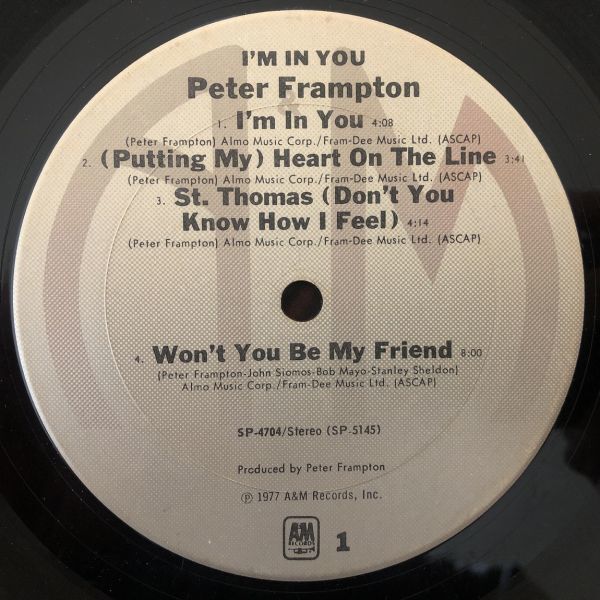 I'M IN YOU
Peter Frampton
1. I'm In You 4:08
(Peter Frampton) Almo Music Corp./Fram-Dee Music Ltd. (ASCAP)
2. (Putting My) Heart On The Line 3:41
(Peter Frampton) Almo Music Corp./Fram-Dee Music Ltd. (ASCAP)
3. St. Thomas (Don't You
Know How I Feel) 4:14
(Peter Frampton) Almo Music Corp./Fram-Dee Music Ltd. (ASCAP)
4. Won't You Be My Friend 8:00
(Peter Frampton-John Siomos-Bob Mayo-Stanley Sheldon)
Almo Music Corp./Fram-Dee Music Ltd. (ASCAP)
SP-4704/Stereo (SP-5145)
Produced by Peter Frampton
℗ 1977 A&M Records, Inc.
A&M
RECORDS
1